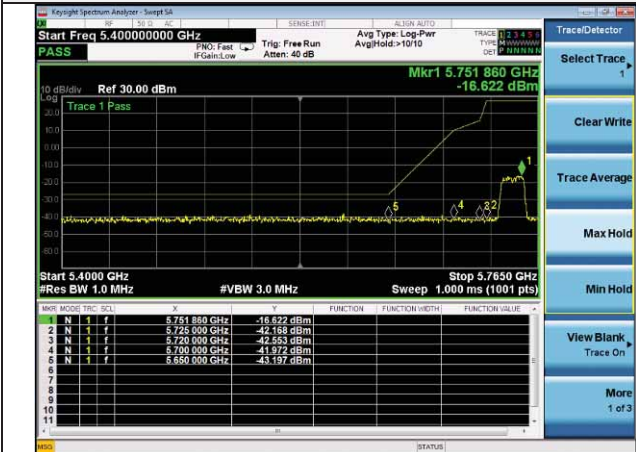 Keysight Spectrum Analyzer - Swept SA
RF 50 Ω AC SENSE:INT ALIGN AUTO
Start Freq 5.400000000 GHz
PASS
PNO: Fast
IFGain:Low
Trig: Free Run
Atten: 40 dB
Avg Type: Log-Pwr
Avg|Hold:>10/10
TRACE 1 2 3 4 5 6
TYPE M W W W W W
DET P N N N N N
Mkr1 5.751 860 GHz
-16.622 dBm
10 dB/div Ref 30.00 dBm
Log
Trace 1 Pass
20.0
10.0
0.00
-10.0
-20.0
-30.0
-40.0
-50.0
-60.0
1
5
4
3 2
Start 5.4000 GHz Stop 5.7650 GHz
#Res BW 1.0 MHz #VBW 3.0 MHz Sweep 1.000 ms (1001 pts)
MKR MODE TRC SCL X Y FUNCTION FUNCTION WIDTH FUNCTION VALUE
1 N 1 f 5.751 860 GHz -16.622 dBm
2 N 1 f 5.725 000 GHz -42.168 dBm
3 N 1 f 5.720 000 GHz -42.553 dBm
4 N 1 f 5.700 000 GHz -41.972 dBm
5 N 1 f 5.650 000 GHz -43.197 dBm
6
7
8
9
10
11
MSG STATUS
Trace/Detector
Select Trace
1
Clear Write
Trace Average
Max Hold
Min Hold
View Blank
Trace On
More
1 of 3